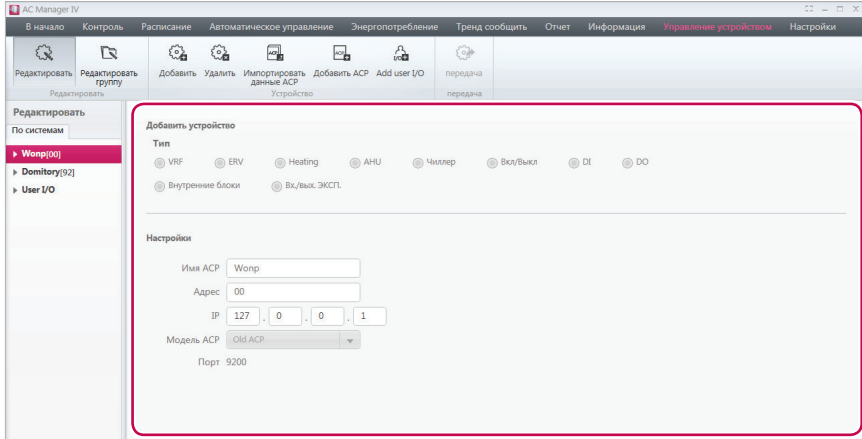 AC Manager IV
В начало Контроль Расписание Автоматическое управление Энергопотребление Тренд сообщить Отчет Информация Управление устройством Настройки
Редактировать Редактировать группу Добавить Удалить Импортировать данные ACP Добавить ACP Add user I/O передача
Редактировать Устройство передача
Редактировать
По системам
Wonp[00]
Domitory[92]
User I/O
Добавить устройство
Тип
VRF ERV Heating AHU Чиллер Вкл/Выкл DI DO
Внутренние блоки Вх./вых. ЭКСП.
Настройки
Имя ACP Wonp
Адрес 00
IP 127 . 0 . 0 . 1
Модель ACP Old ACP
Порт 9200